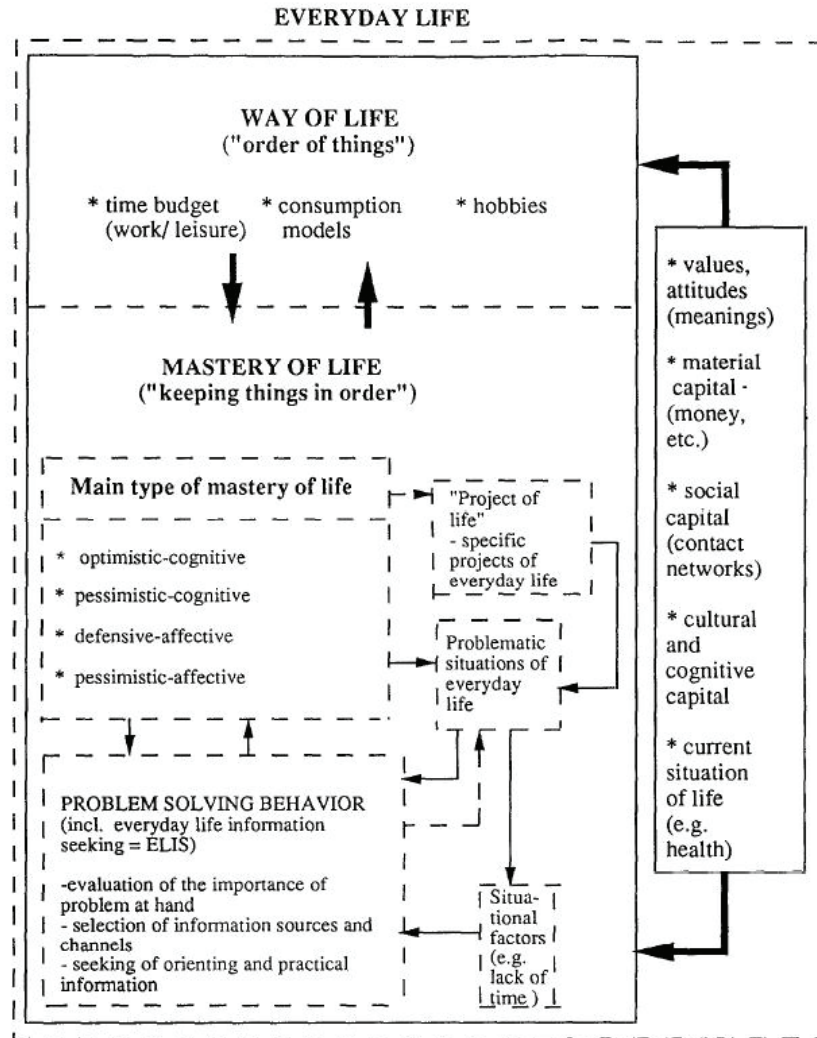 EVERYDAY LIFE
WAY OF LIFE
("order of things")
* time budget
(work/ leisure)
* consumption
models
* hobbies
MASTERY OF LIFE
("keeping things in order")
Main type of mastery of life
* optimistic-cognitive
* pessimistic-cognitive
* defensive-affective
* pessimistic-affective
"Project of
life"
- specific
projects of
everyday life
Problematic
situations of
everyday
life
PROBLEM SOLVING BEHAVIOR
(incl. everyday life information
seeking = ELIS)
-evaluation of the importance of
problem at hand
- selection of information sources and
channels
- seeking of orienting and practical
information
Situa-
tional
factors
(e.g.
lack of
time )
* values,
attitudes
(meanings)
* material
capital -
(money,
etc.)
* social
capital
(contact
networks)
* cultural
and
cognitive
capital
* current
situation
of life
(e.g.
health)